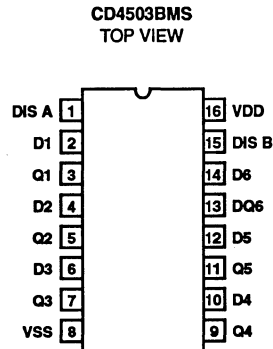 CD4503BMS
TOP VIEW
DIS A 1 16 VDD
D1 2 15 DIS B
Q1 3 14 D6
D2 4 13 DQ6
Q2 5 12 D5
D3 6 11 Q5
Q3 7 10 D4
VSS 8 9 Q4